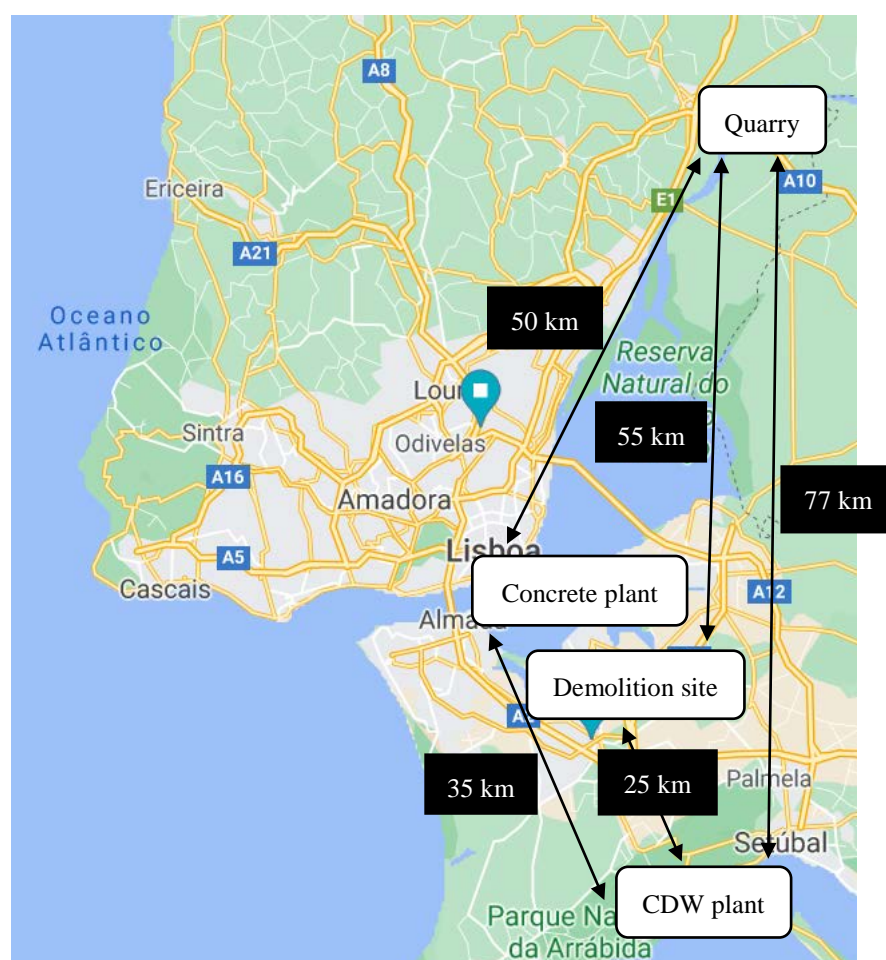 A8
Quarry
A10
Ericeira
E1
A21
Oceano
Atlântico
50 km
Reserva
Natural do
Lour
Sintra
Odivelas
55 km
A16
Amadora
77 km
Lisboa
A5
Cascais
Concrete plant
A12
Almada
Demolition site
35 km
25 km
Palmela
Setúbal
CDW plant
Parque Na
da Arrábida